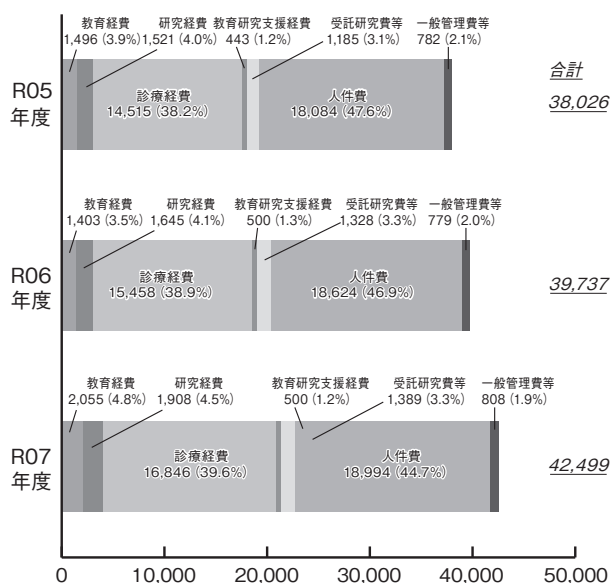 教育経費 研究経費 教育研究支援経費 受託研究費等 一般管理費等
1,496 (3.9%) 1,521 (4.0%) 443 (1.2%) 1,185 (3.1%) 782 (2.1%)
R05
年度
診療経費
14,515 (38.2%)
人件費
18,084 (47.6%)
合計
38,026
教育経費 研究経費 教育研究支援経費 受託研究費等 一般管理費等
1,403 (3.5%) 1,645 (4.1%) 500 (1.3%) 1,328 (3.3%) 779 (2.0%)
R06
年度
診療経費
15,458 (38.9%)
人件費
18,624 (46.9%)
39,737
教育経費 研究経費 教育研究支援経費 受託研究費等 一般管理費等
2,055 (4.8%) 1,908 (4.5%) 500 (1.2%) 1,389 (3.3%) 808 (1.9%)
R07
年度
診療経費
16,846 (39.6%)
人件費
18,994 (44.7%)
42,499
0 10.000 20.000 30.000 40.000 50.000